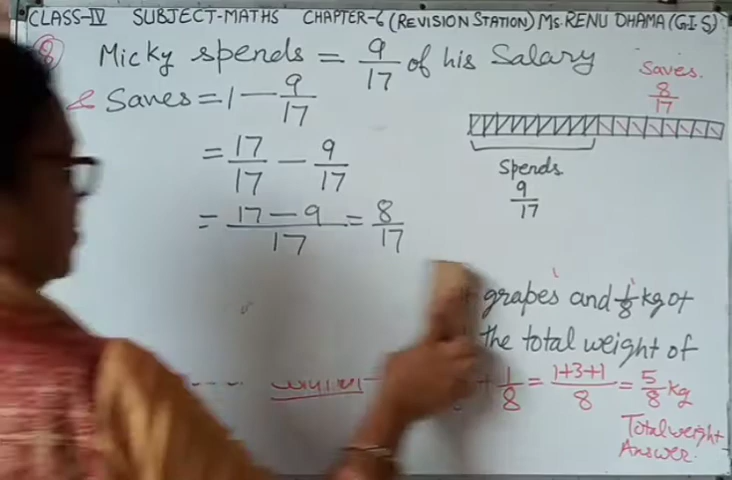 CLASS-IV SUBJECT-MATHS CHAPTER-6 (REVISION STATION) Ms. RENU DHAMA (G.I.S)
8 Micky spends = 9/17 of his Salary
& Saves = 1 - 9/17
= 17/17 - 9/17
= 17-9/17 = 8/17
Saves.
8/17
Spends
9/17
grapes and 1/8 kg of
the total weight of
+ 1/8 = 1+3+1/8 = 5/8 kg
Total weight
Answer.